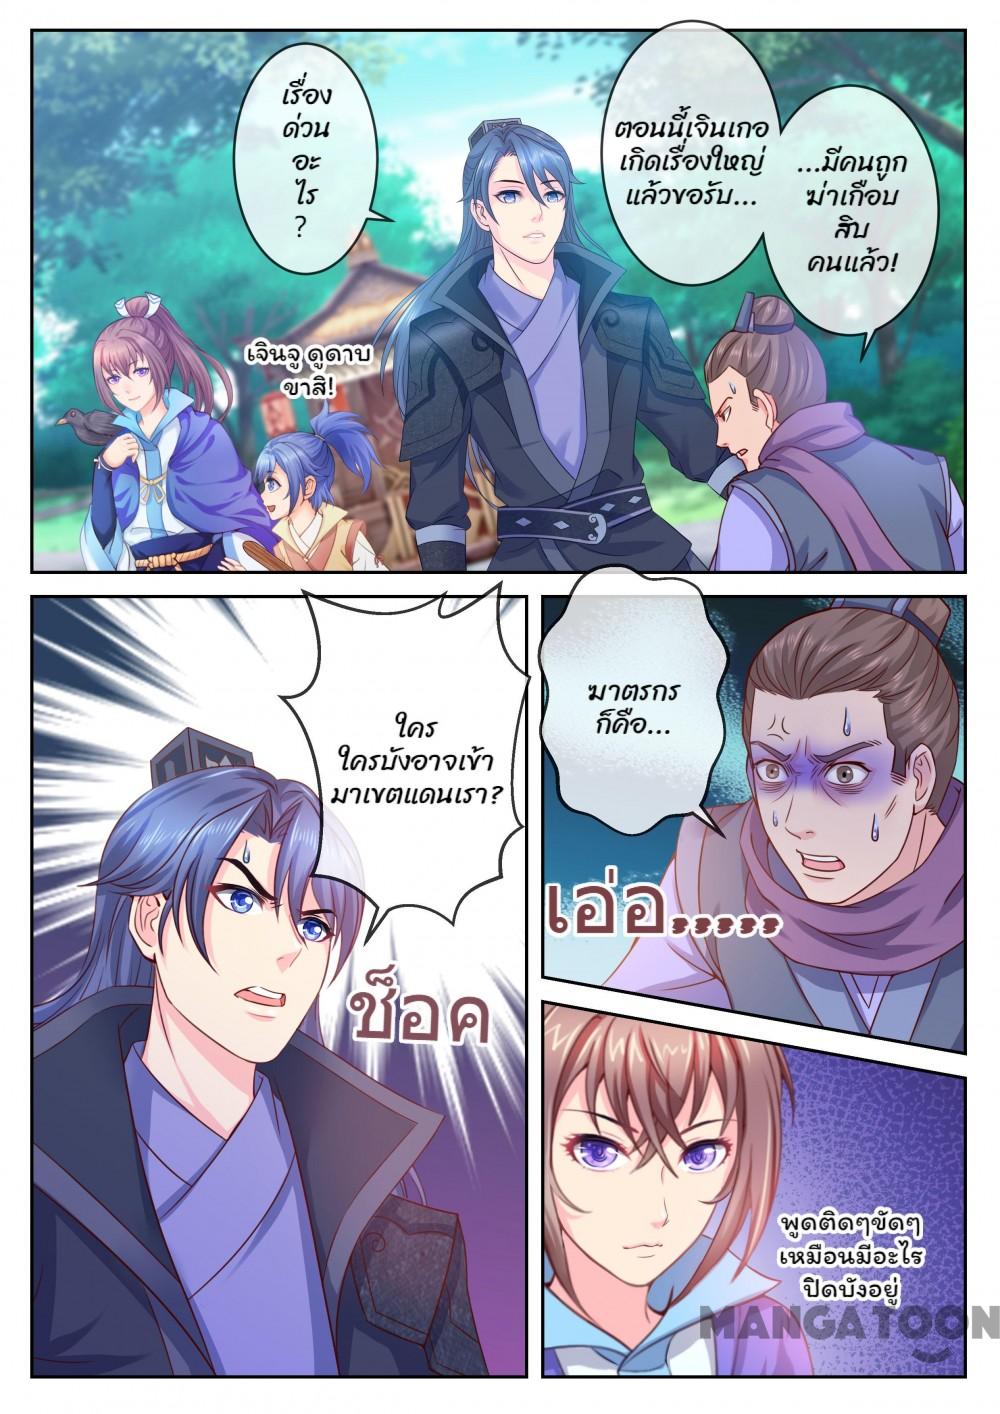 เรื่อง
ด่วน
อะ
ไร
?
ตอนนี้เจินเกอ
เกิดเรื่องใหญ่
แล้วขอรับ...
...มีคนถูก
ฆ่าเกือบ
สิบ
คนแล้ว!
เจินจู ดูดาบ
ขาสิ!
ใคร
ใครบังอาจเข้า
มาเขตแดนเรา?
ช็อค
ฆาตรกร
ก็คือ...
เอ่อ,,,,,
พูดติดๆขัดๆ
เหมือนมีอะไร
ปิดบังอยู่
MANGATOON